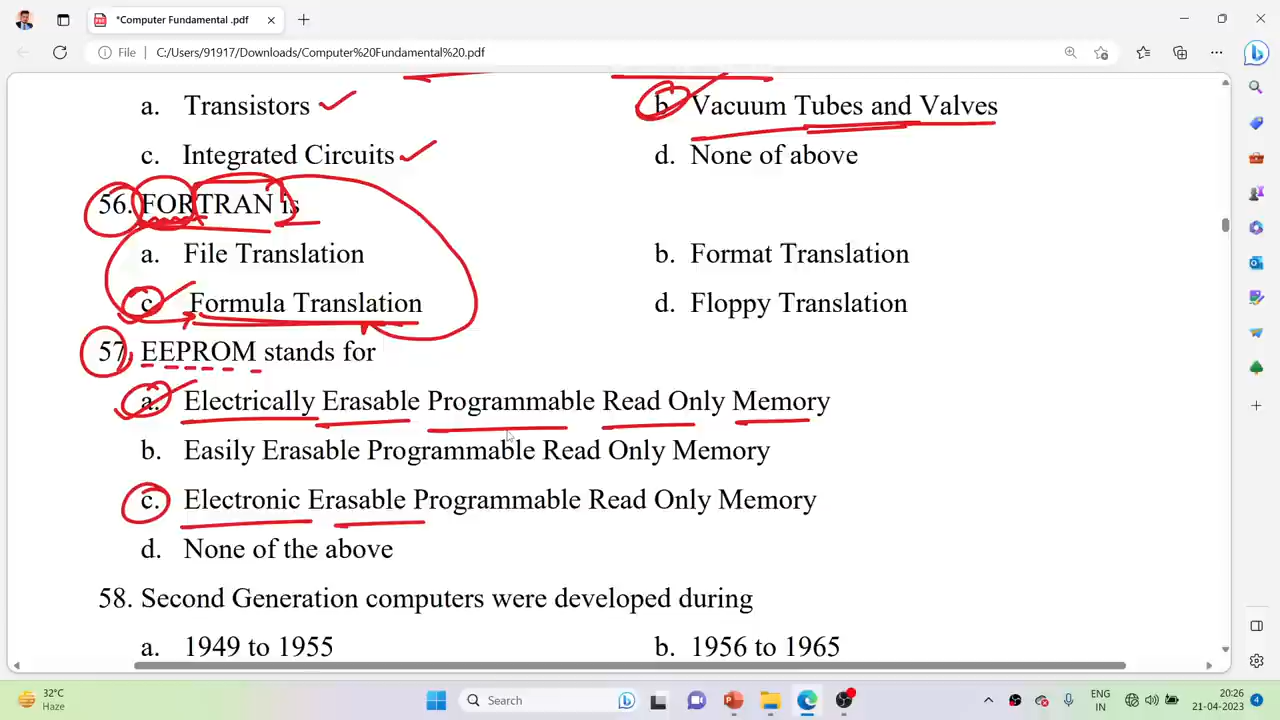 *Computer Fundamental .pdf
File C:/Users/91917/Downloads/Computer%20Fundamental%20.pdf
a. Transistors b. Vacuum Tubes and Valves
c. Integrated Circuits d. None of above
56. FORTRAN is
a. File Translation b. Format Translation
c. Formula Translation d. Floppy Translation
57. EEPROM stands for
a. Electrically Erasable Programmable Read Only Memory
b. Easily Erasable Programmable Read Only Memory
c. Electronic Erasable Programmable Read Only Memory
d. None of the above
58. Second Generation computers were developed during
a. 1949 to 1955 b. 1956 to 1965
32°C
Haze
Search
ENG
IN
20:26
21-04-2023
4